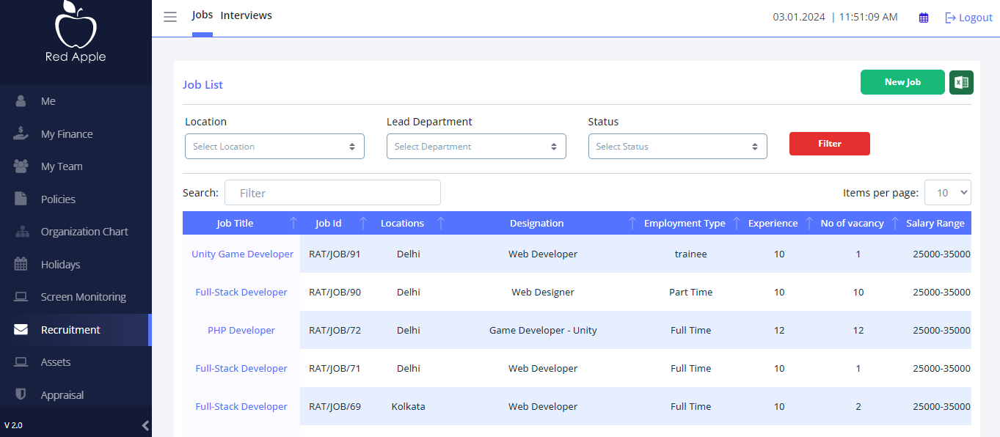 Red Apple
Me
My Finance
My Team
Policies
Organization Chart
Holidays
Screen Monitoring
Recruitment
Assets
Appraisal
V 2.0
Jobs Interviews 03.01.2024 | 11:51:09 AM Logout
Job List New Job
Location Lead Department Status
Select Location Select Department Select Status Filter
Search: Filter Items per page: 10
Job Title Job Id Locations Designation Employment Type Experience No of vacancy Salary Range
Unity Game Developer RAT/JOB/91 Delhi Web Developer trainee 10 1 25000-35000
Full-Stack Developer RAT/JOB/90 Delhi Web Designer Part Time 10 10 25000-35000
PHP Developer RAT/JOB/72 Delhi Game Developer - Unity Full Time 12 12 25000-35000
Full-Stack Developer RAT/JOB/71 Delhi Web Developer Full Time 10 1 25000-35000
Full-Stack Developer RAT/JOB/69 Kolkata Web Developer Full Time 10 2 25000-35000